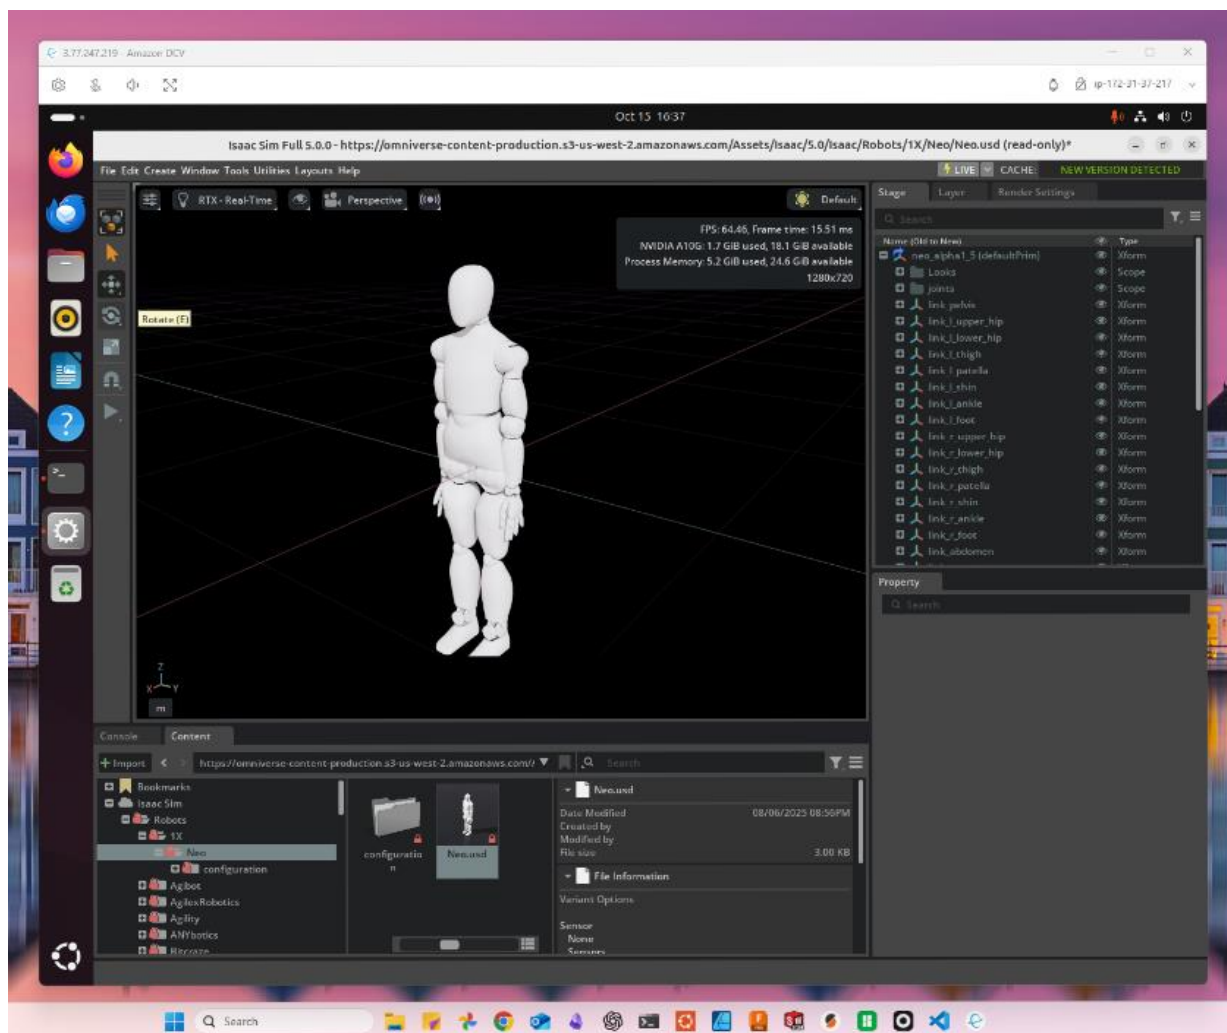 3.77.247.219 - Amazon DCV
ip-172-31-37-217
Oct 15 16:37
Isaac Sim Full 5.0.0 - https://omniverse-content-production.s3-us-west-2.amazonaws.com/Assets/Isaac/5.0/Isaac/Robots/1X/Neo/Neo.usd (read-only)*
File Edit Create Window Tools Utilities Layouts Help
LIVE CACHE: NEW VERSION DETECTED
RTX - Real-Time Perspective Default
FPS: 64.46, Frame time: 15.51 ms
NVIDIA A10G: 1.7 GiB used, 18.1 GiB available
Process Memory: 5.2 GiB used, 24.6 GiB available
1280x720
Rotate (E)
Z
X Y
m
Stage Layer Render Settings
Search
Name (Old to New) Type
neo_alpha1_5 (defaultPrim) Xform
Looks Scope
joints Scope
link_pelvis Xform
link_l_upper_hip Xform
link_l_lower_hip Xform
link_l_thigh Xform
link_l_patella Xform
link_l_shin Xform
link_l_ankle Xform
link_l_foot Xform
link_r_upper_hip Xform
link_r_lower_hip Xform
link_r_thigh Xform
link_r_patella Xform
link_r_shin Xform
link_r_ankle Xform
link_r_foot Xform
link_abdomen Xform
Property
Search
Console Content
+ Import https://omniverse-content-production.s3-us-west-2.amazonaws.com/ Search
Bookmarks
Isaac Sim
Robots
1X
Neo
configuration
Agibot
AgilexRobotics
Agility
ANYbotics
Bitcraze
configuratio
n
Neo.usd
Neo.usd
Date Modified 08/06/2025 08:56PM
Created by
Modified by
File size 3.00 KB
File Information
Variant Options
Sensor
None
Sensors
Search